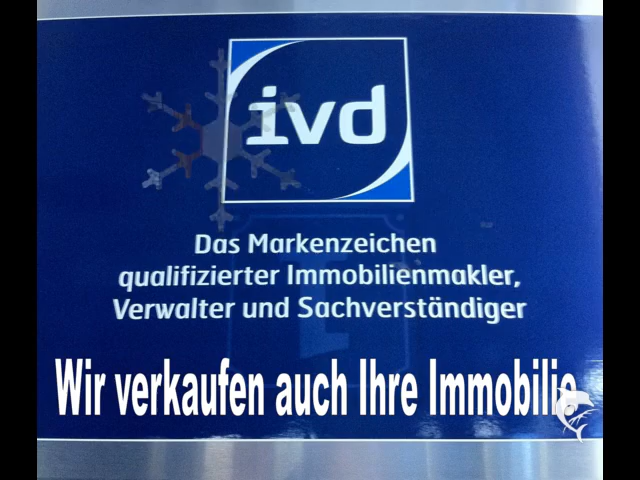 ivd
Das Markenzeichen
qualifizierter Immobilienmakler,
Verwalter und Sachverständiger
Wir verkaufen auch Ihre Immobilie